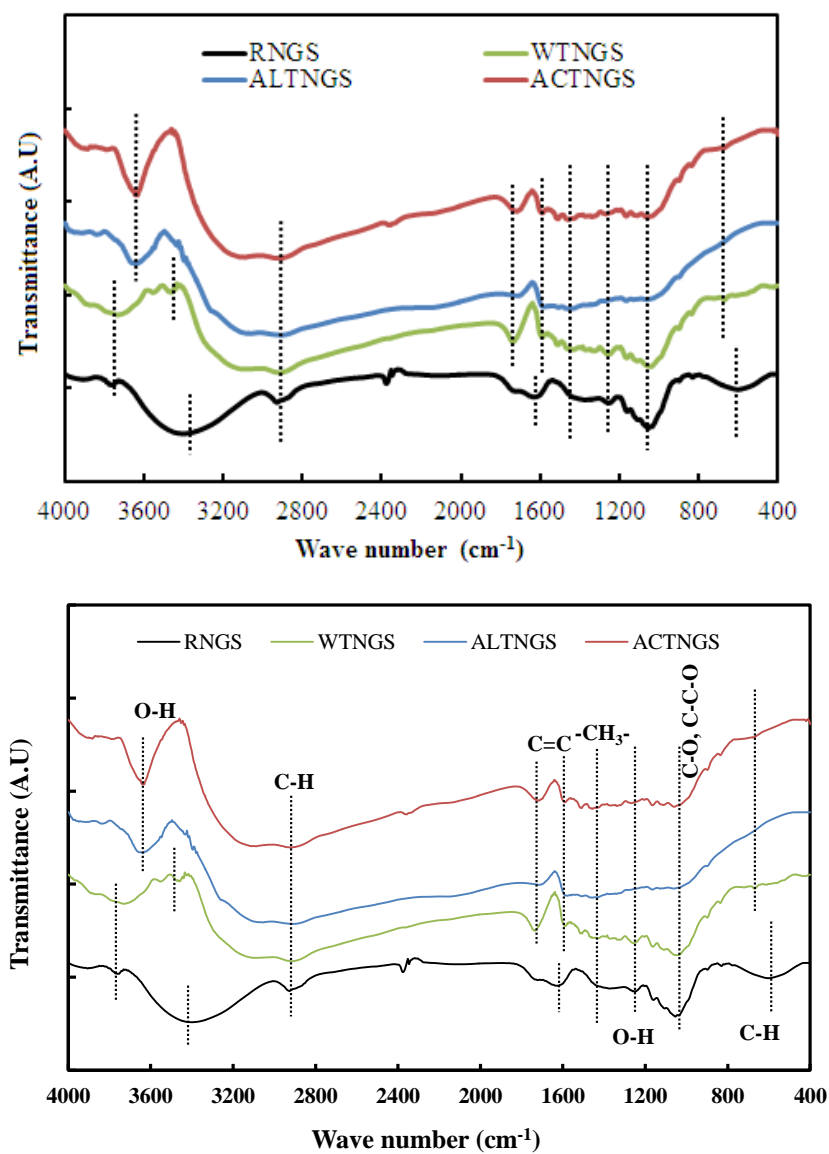 RNGS WTNGS
ALTNGS ACTNGS
Transmittance (A.U)
4000 3600 3200 2800 2400 2000 1600 1200 800 400
Wave number (cm-1)
RNGS WTNGS ALTNGS ACTNGS
O-H
C-H
C=C
-CH3-
C-O, C-C-O
O-H
C-H
Transmittance (A.U)
4000 3600 3200 2800 2400 2000 1600 1200 800 400
Wave number (cm-1)